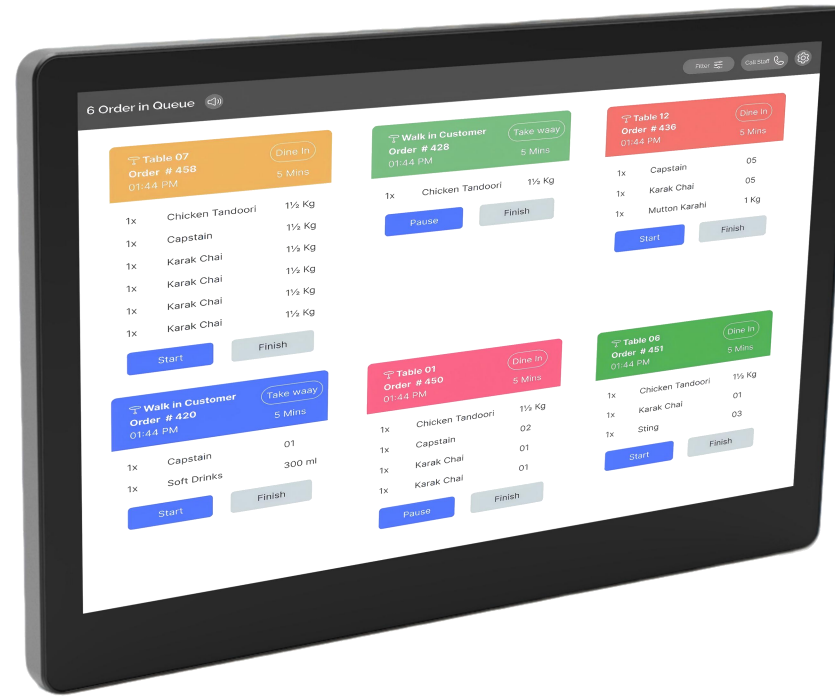 6 Order in Queue
Filter
Call Staff
Table 07
Dine In
Order # 458
5 Mins
01:44 PM
1x Chicken Tandoori 1½ Kg
1x Capstain 1½ Kg
1x Karak Chai 1½ Kg
1x Karak Chai 1½ Kg
1x Karak Chai 1½ Kg
1x Karak Chai 1½ Kg
Start Finish
Walk in Customer
Take waay
Order # 428
5 Mins
01:44 PM
1x Chicken Tandoori 1½ Kg
Pause Finish
Table 12
Dine In
Order # 436
5 Mins
01:44 PM
1x Capstain 05
1x Karak Chai 05
1x Mutton Karahi 1 Kg
Start Finish
Walk in Customer
Take waay
Order # 420
5 Mins
01:44 PM
1x Capstain 01
1x Soft Drinks 300 ml
Start Finish
Table 01
Dine In
Order # 450
5 Mins
01:44 PM
1x Chicken Tandoori 1½ Kg
1x Capstain 02
1x Karak Chai 01
1x Karak Chai 01
Pause Finish
Table 06
Dine In
Order # 451
5 Mins
01:44 PM
1x Chicken Tandoori 1½ Kg
1x Karak Chai 01
1x Sting 03
Start Finish